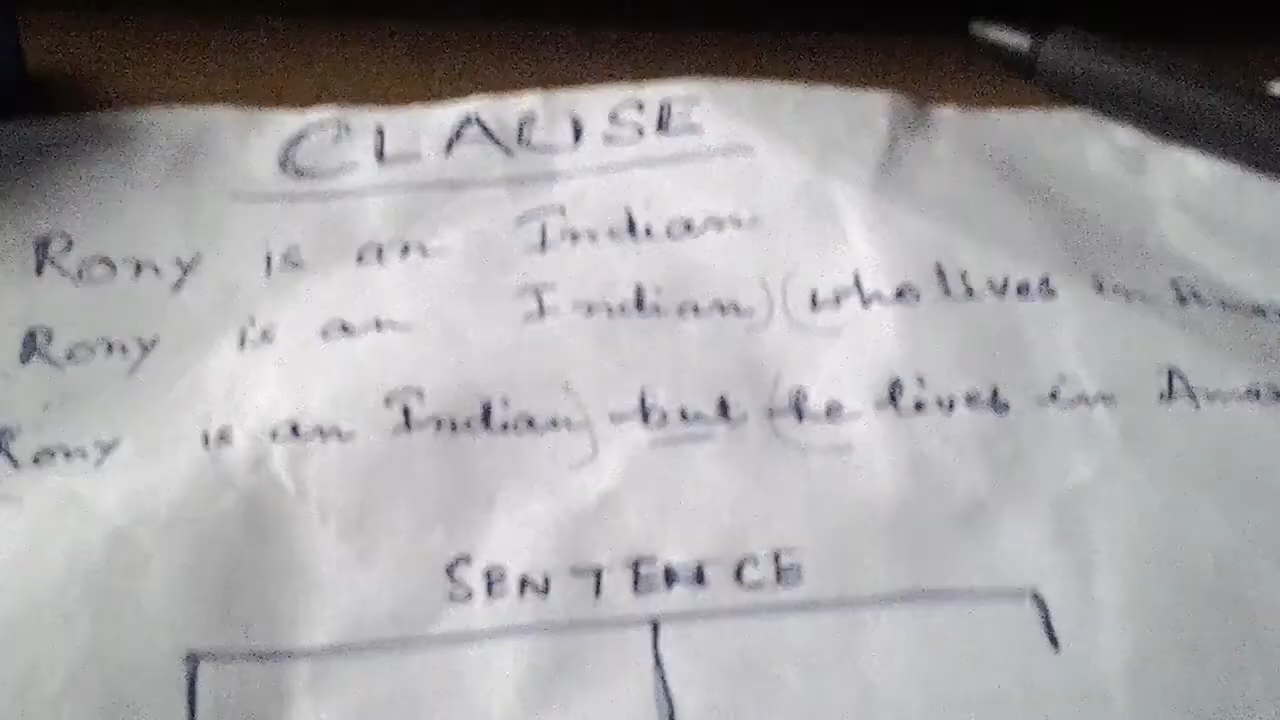 CLAUSE
Rony is an Indian
Rony is an Indian) (who lives in
Rony is an Indian) but (he lives in
SENTENCE